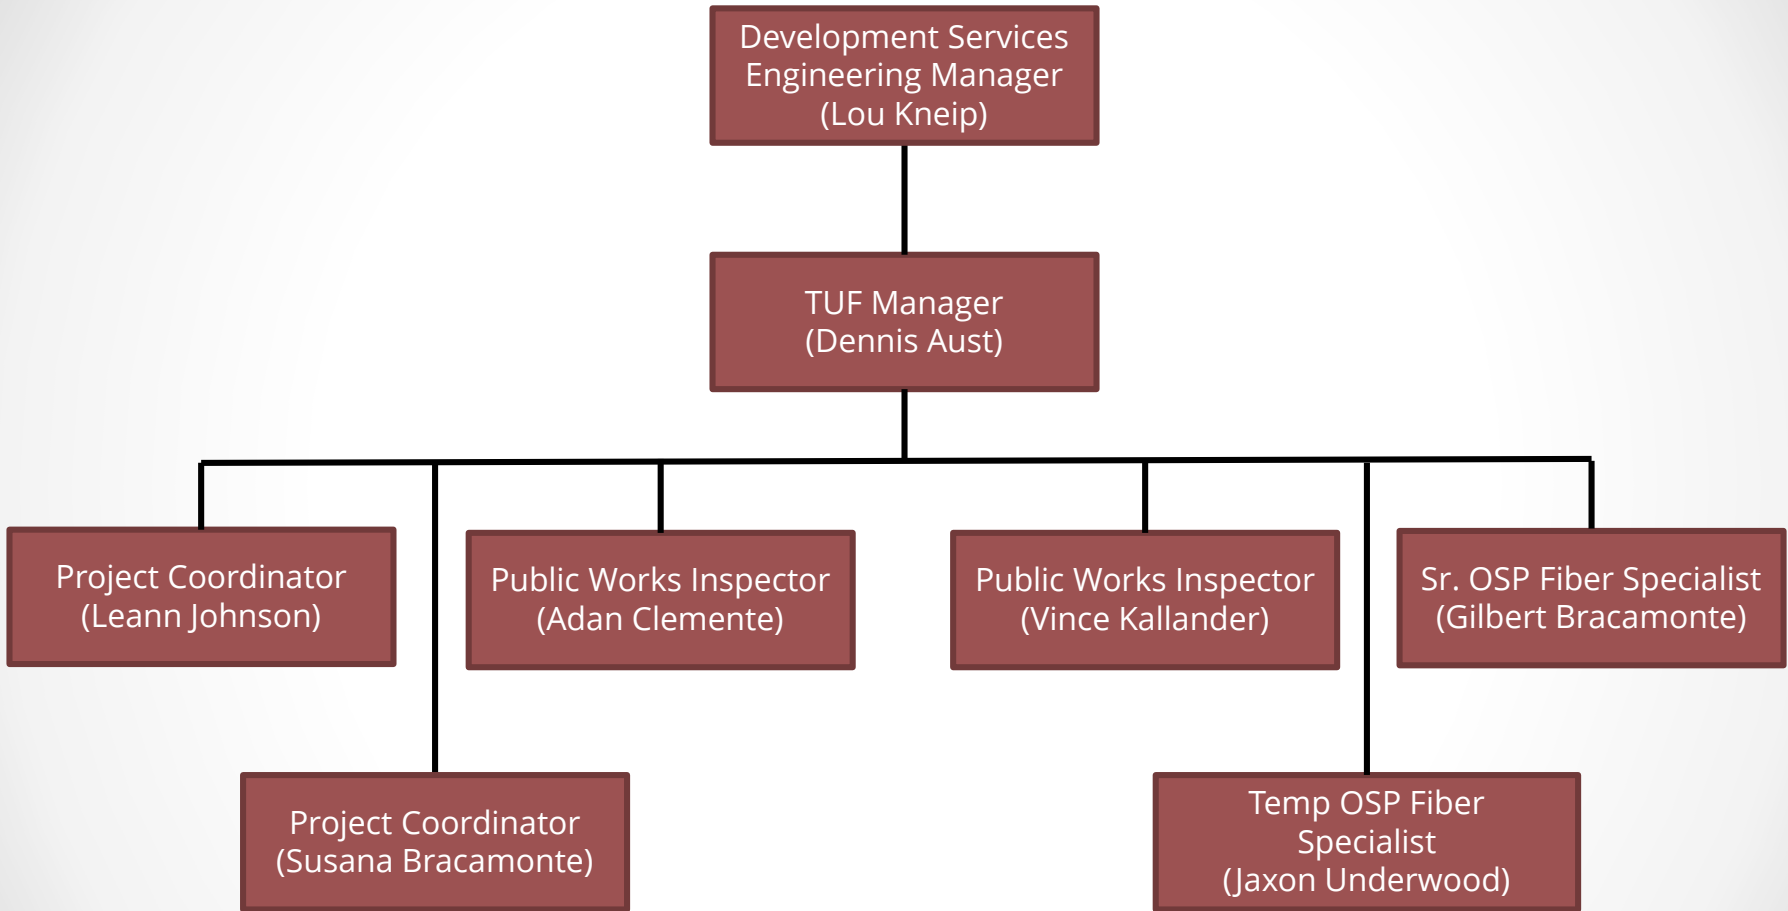 Development Services
Engineering Manager
(Lou Kneip)
TUF Manager
(Dennis Aust)
Project Coordinator
(Leann Johnson)
Public Works Inspector
(Adan Clemente)
Public Works Inspector
(Vince Kallander)
Sr. OSP Fiber Specialist
(Gilbert Bracamonte)
Project Coordinator
(Susana Bracamonte)
Temp OSP Fiber
Specialist
(Jaxon Underwood)